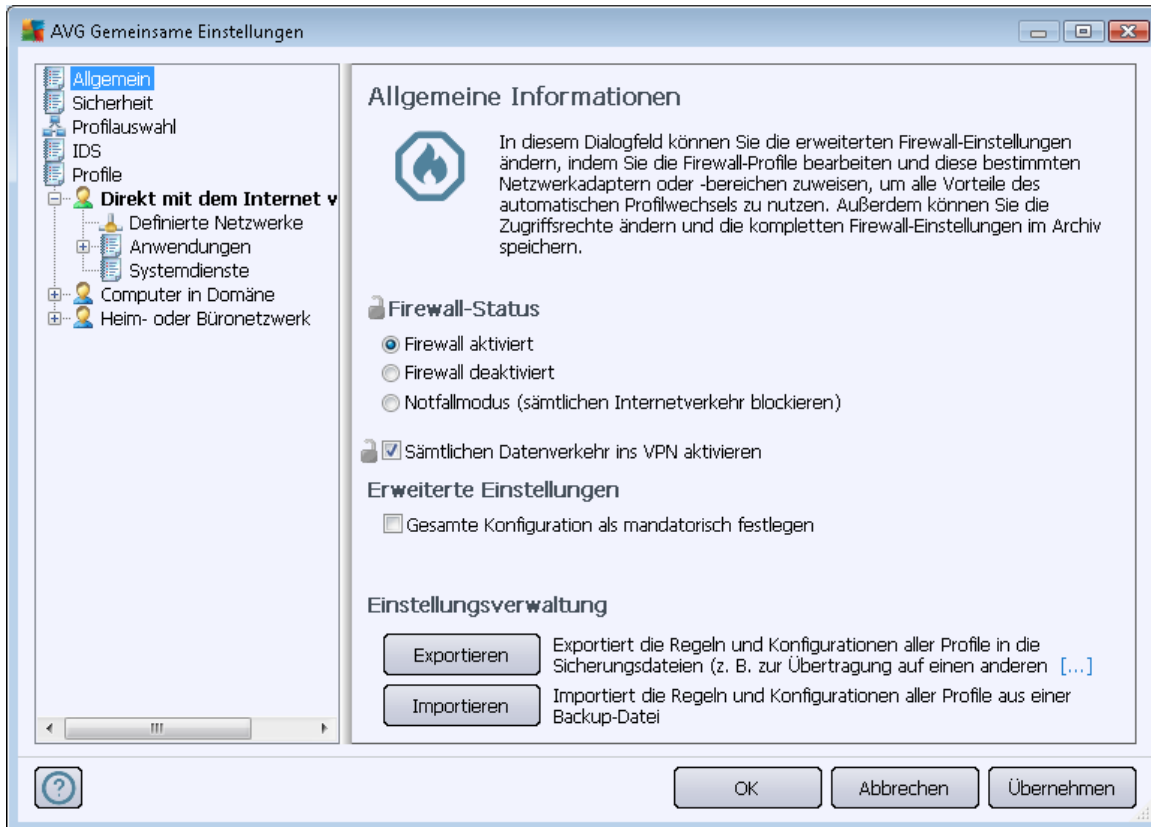 AVG Gemeinsame Einstellungen
Allgemein
Sicherheit
Profilauswahl
IDS
Profile
Direkt mit dem Internet v
Definierte Netzwerke
Anwendungen
Systemdienste
Computer in Domäne
Heim- oder Büronetzwerk
Allgemeine Informationen
In diesem Dialogfeld können Sie die erweiterten Firewall-Einstellungen
ändern, indem Sie die Firewall-Profile bearbeiten und diese bestimmten
Netzwerkadaptern oder -bereichen zuweisen, um alle Vorteile des
automatischen Profilwechsels zu nutzen. Außerdem können Sie die
Zugriffsrechte ändern und die kompletten Firewall-Einstellungen im Archiv
speichern.
Firewall-Status
Firewall aktiviert
Firewall deaktiviert
Notfallmodus (sämtlichen Internetverkehr blockieren)
Sämtlichen Datenverkehr ins VPN aktivieren
Erweiterte Einstellungen
Gesamte Konfiguration als mandatorisch festlegen
Einstellungsverwaltung
Exportieren
Exportiert die Regeln und Konfigurationen aller Profile in die
Sicherungsdateien (z. B. zur Übertragung auf einen anderen [...]
Importieren
Importiert die Regeln und Konfigurationen aller Profile aus einer
Backup-Datei
?
OK
Abbrechen
Übernehmen